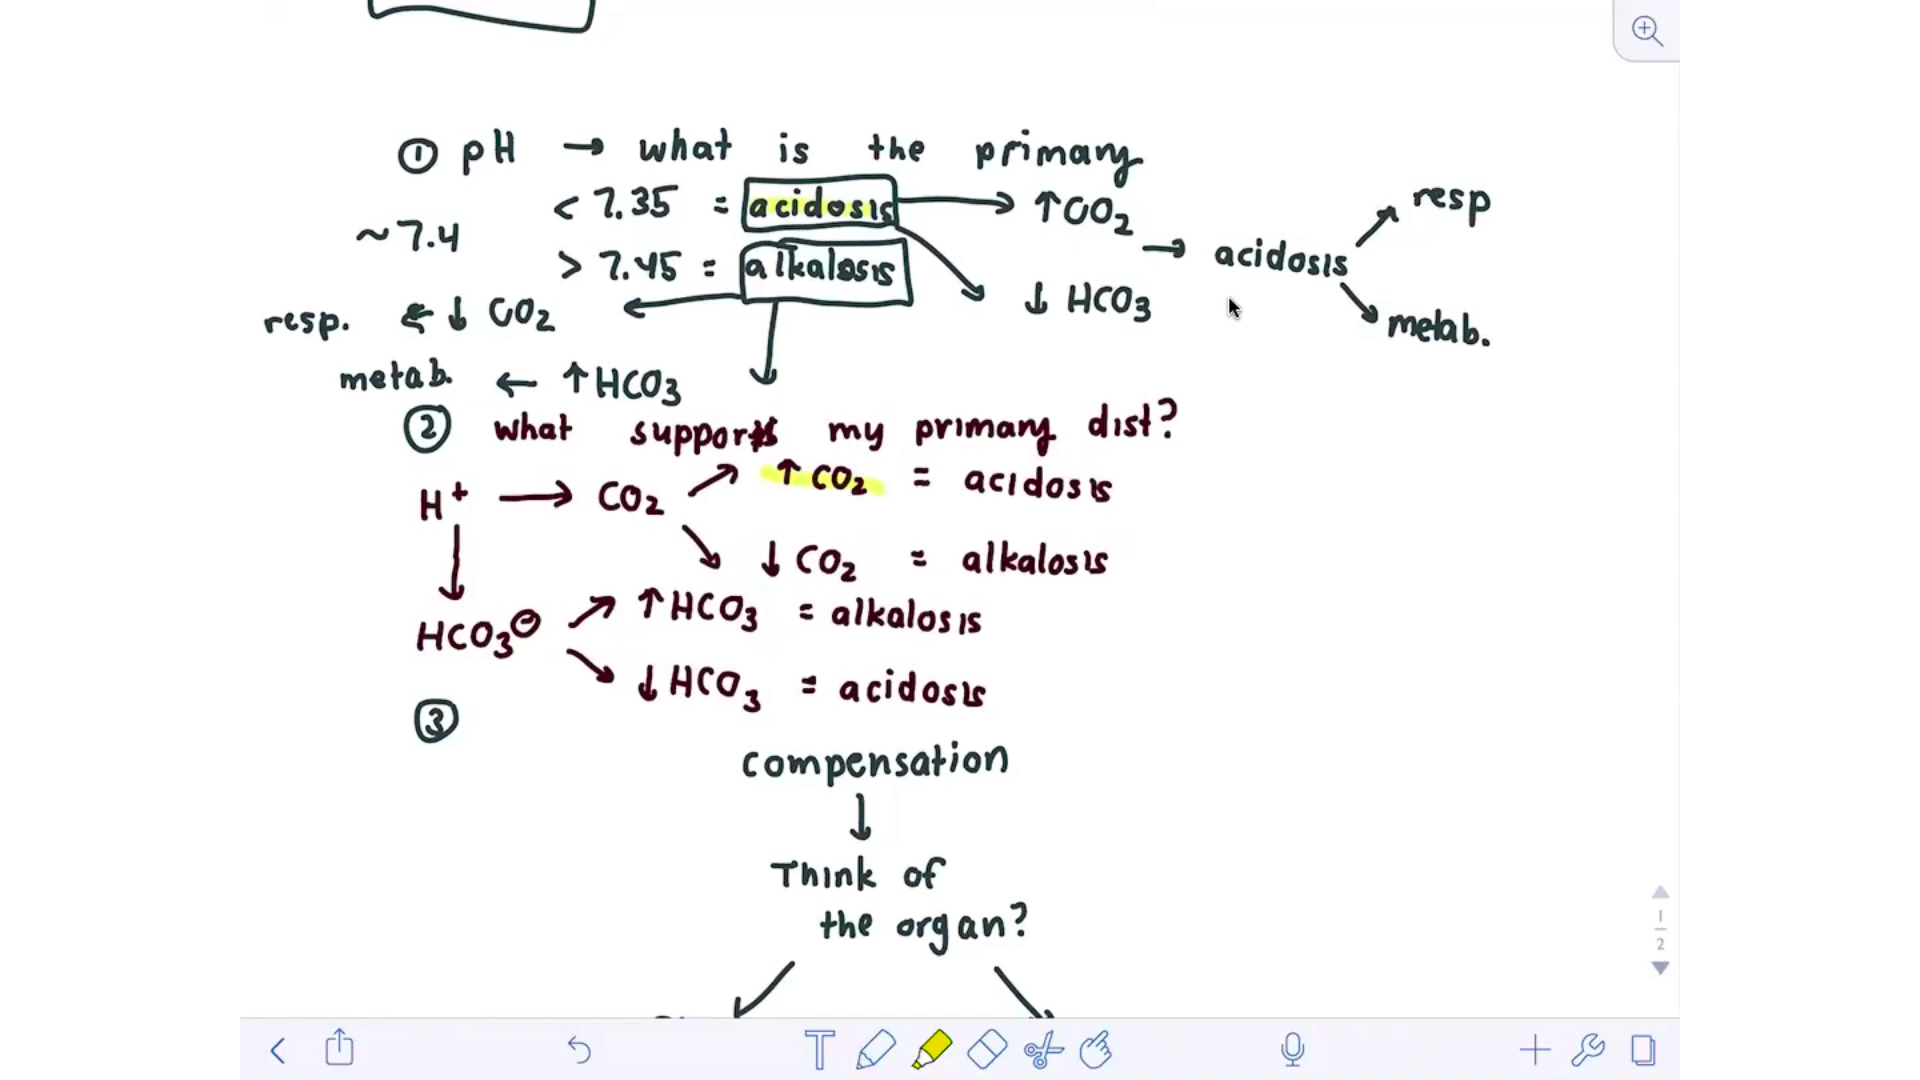 ① pH → what is the primary
< 7.35 = acidosis → ↑CO₂ → acidosis → resp
~7.4
> 7.45 = alkalosis ↓ HCO₃ metab.
resp. ← ↓ CO₂
metab. ← ↑HCO₃
② what supports my primary dist?
H⁺ → CO₂ ↗ ↑CO₂ = acidosis
↘ ↓ CO₂ = alkalosis
HCO₃⊖ ↗ ↑HCO₃ = alkalosis
↘ ↓HCO₃ = acidosis
③
compensation
↓
Think of
the organ?
1
2
T